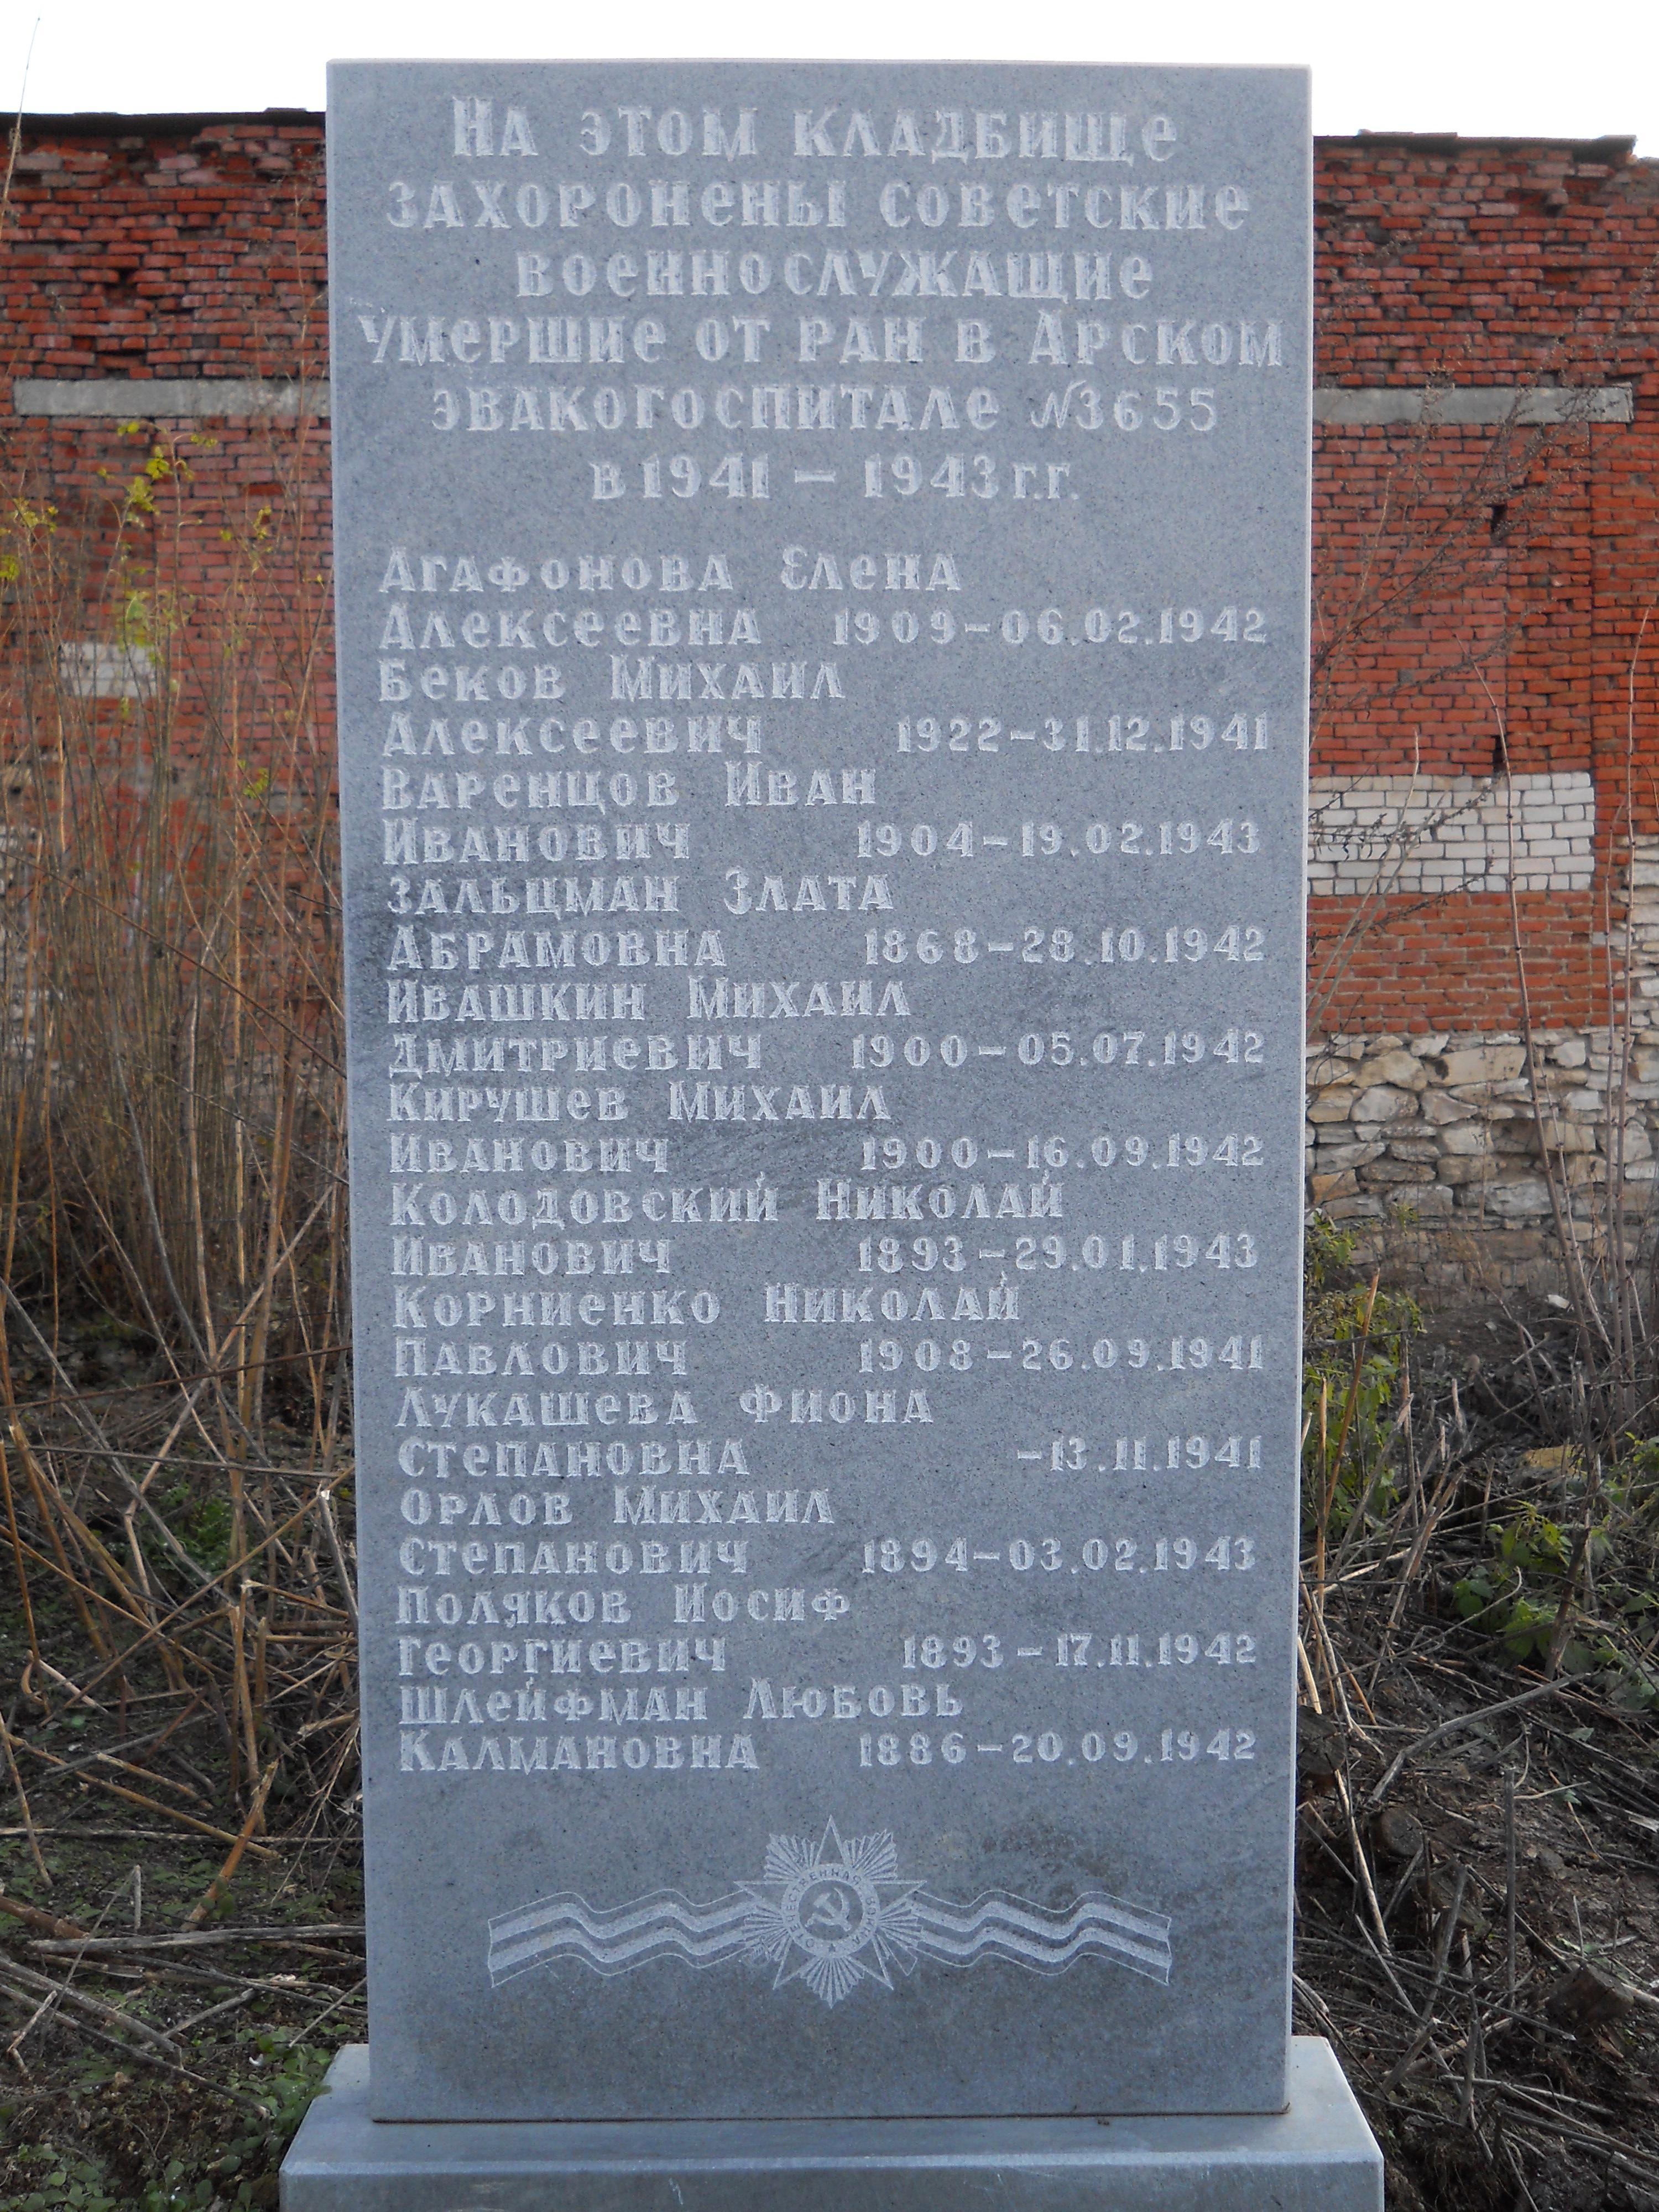 На этом кладбище
захоронены советские
военнослужащие
умершие от ран в Арском
эвакогоспитале №3655
в 1941 – 1943 г.г.
Агафонова Елена
Алексеевна 1909–06.02.1942
Беков Михаил
Алексеевич 1922–31.12.1941
Варенцов Иван
Иванович 1904–19.02.1943
Зальцман Злата
Абрамовна 1868–28.10.1942
Ивашкин Михаил
Дмитриевич 1900–05.07.1942
Кирушев Михаил
Иванович 1900–16.09.1942
Колодовский Николай
Иванович 1893–29.01.1943
Корниенко Николай
Павлович 1908–26.09.1941
Лукашева Фиона
Степановна –13.11.1941
Орлов Михаил
Степанович 1894–03.02.1943
Поляков Иосиф
Георгиевич 1893–17.11.1942
Шлейфман Любовь
Калмановна 1886–20.09.1942
ОТЕЧЕСТВЕННАЯ ВОЙНА